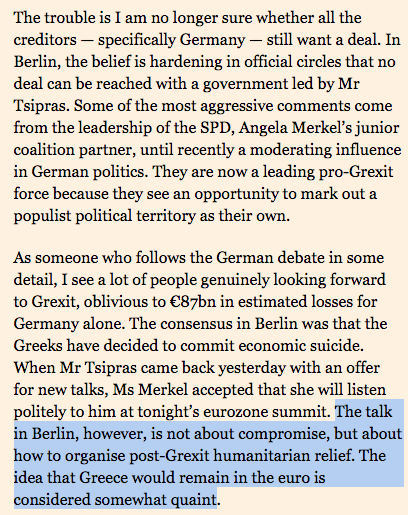 The trouble is I am no longer sure whether all the
creditors — specifically Germany — still want a deal. In
Berlin, the belief is hardening in official circles that no
deal can be reached with a government led by Mr
Tsipras. Some of the most aggressive comments come
from the leadership of the SPD, Angela Merkel’s junior
coalition partner, until recently a moderating influence
in German politics. They are now a leading pro-Grexit
force because they see an opportunity to mark out a
populist political territory as their own.
As someone who follows the German debate in some
detail, I see a lot of people genuinely looking forward
to Grexit, oblivious to €87bn in estimated losses for
Germany alone. The consensus in Berlin was that the
Greeks have decided to commit economic suicide.
When Mr Tsipras came back yesterday with an offer
for new talks, Ms Merkel accepted that she will listen
politely to him at tonight’s eurozone summit. The talk
in Berlin, however, is not about compromise, but about
how to organise post-Grexit humanitarian relief. The
idea that Greece would remain in the euro is
considered somewhat quaint.